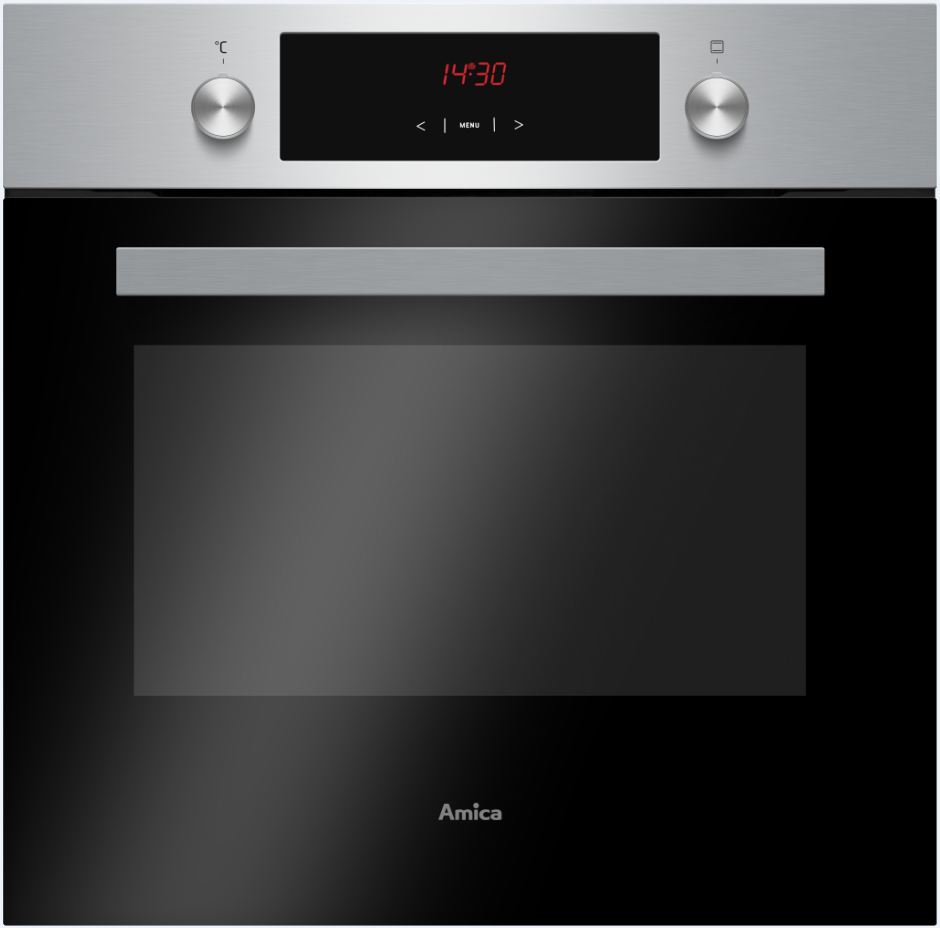 °C
14:30
< | MENU | >
Amica